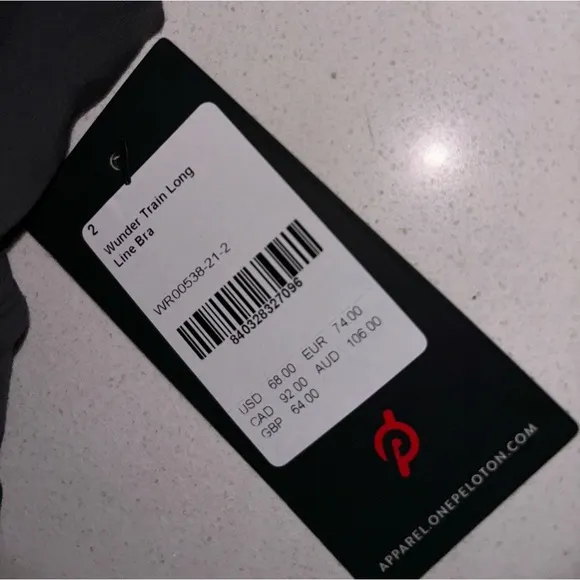 2
Wunder Train Long
Line Bra
WR00538-21-2
840328327096
USD 68.00 EUR 74.00
CAD 92.00 AUD 106.00
GBP 64.00
APPAREL.ONEPELOTON.COM